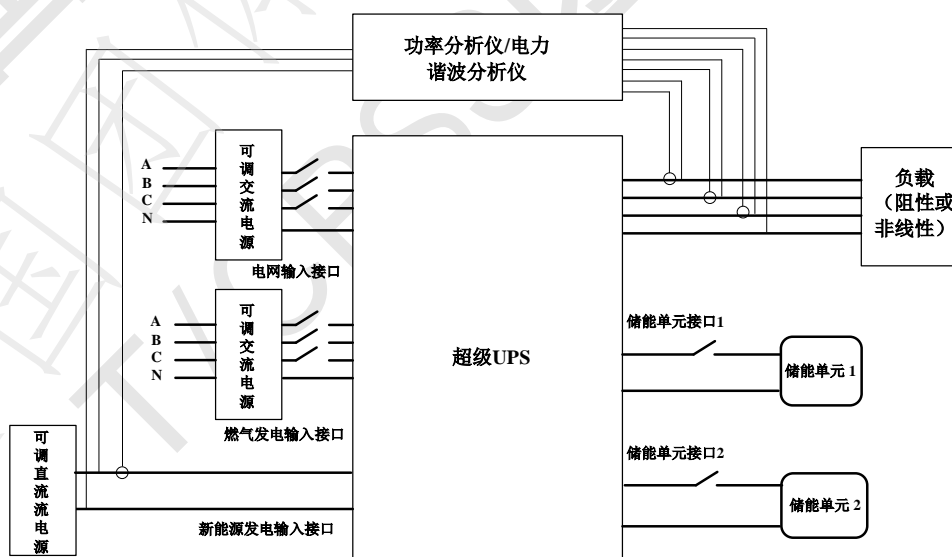 功率分析仪/电力
谐波分析仪
A
B
C
N
可
调
交
流
电
源
电网输入接口
A
B
C
N
可
调
交
流
电
源
燃气发电输入接口
可
调
直
流
流
电
源
新能源发电输入接口
超级UPS
负载
（阻性或
非线性）
储能单元接口1
储能单元 1
储能单元接口2
储能单元 2
T/CPSS